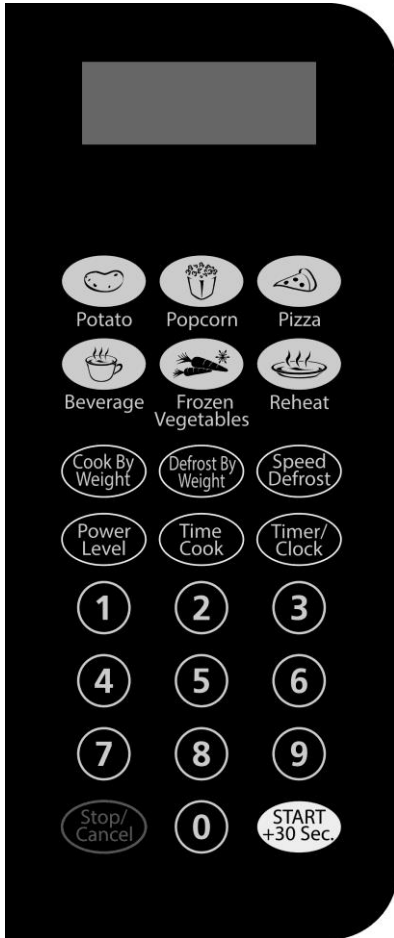 Potato Popcorn Pizza
Beverage Frozen Vegetables Reheat
Cook By Weight Defrost By Weight Speed Defrost
Power Level Time Cook Timer/Clock
1 2 3
4 5 6
7 8 9
Stop/Cancel 0 START +30 Sec.